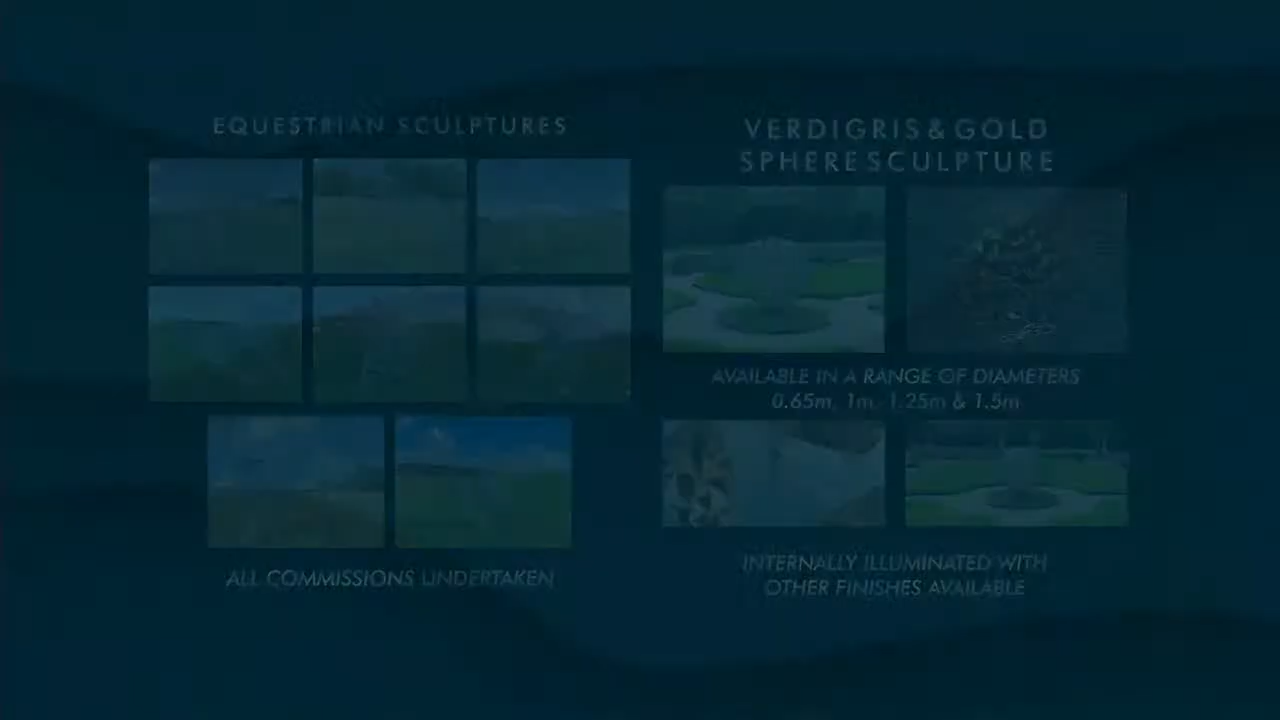 EQUESTRIAN SCULPTURES
ALL COMMISSIONS UNDERTAKEN
VERDIGRIS & GOLD
SPHERE SCULPTURE
AVAILABLE IN A RANGE OF DIAMETERS
0.65m, 1m, 1.25m & 1.5m
INTERNALLY ILLUMINATED WITH
OTHER FINISHES AVAILABLE